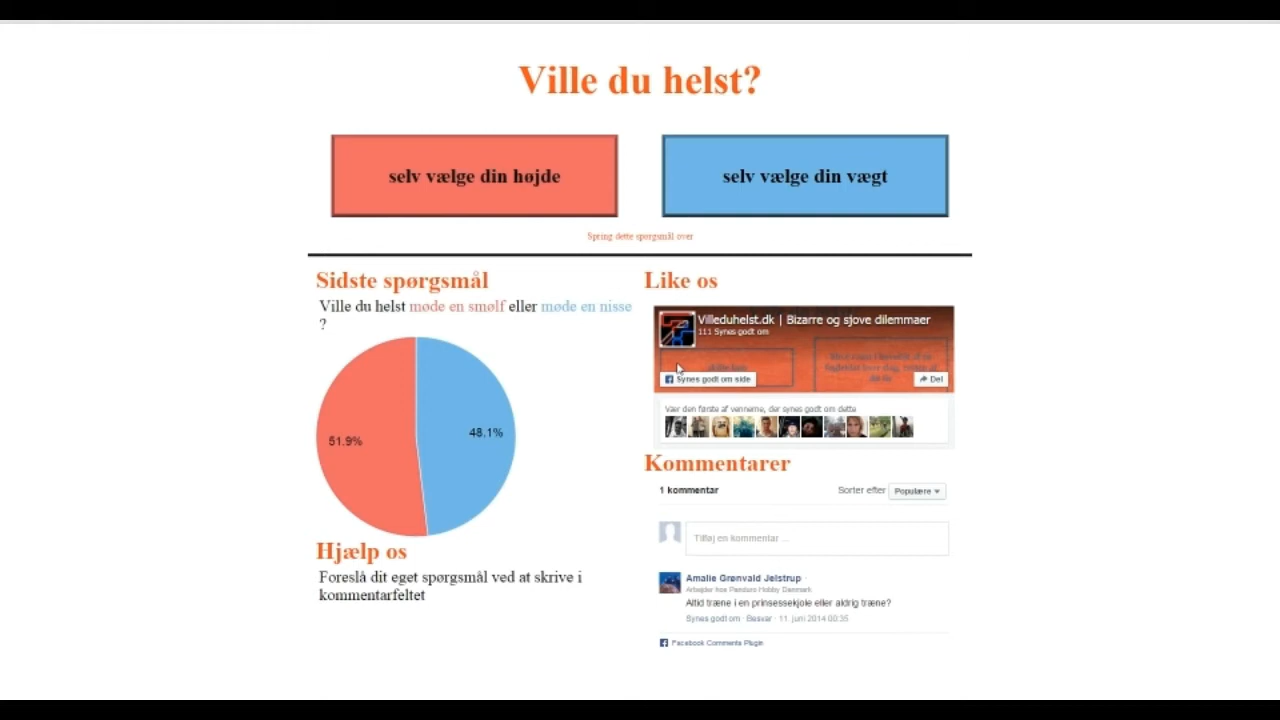 Ville du helst?
selv vælge din højde
selv vælge din vægt
Spring dette spørgsmål over
Sidste spørgsmål
Ville du helst møde en smølf eller møde en nisse
?
51.9%
48.1%
Hjælp os
Foreslå dit eget spørgsmål ved at skrive i
kommentarfeltet
Like os
Villeduhelst.dk | Bizarre og sjove dilemmaer
111 Synes godt om
Synes godt om side
Del
Vær den første af vennerne, der synes godt om dette
Kommentarer
1 kommentar
Sorter efter Populære
Tilføj en kommentar ...
Amalie Grønvald Jelstrup ·
Arbejder hos Panduro Hobby Danmark
Altid træne i en prinsessekjole eller aldrig træne?
Synes godt om · Besvar · 11. juni 2014 00:35
Facebook Comments Plugin